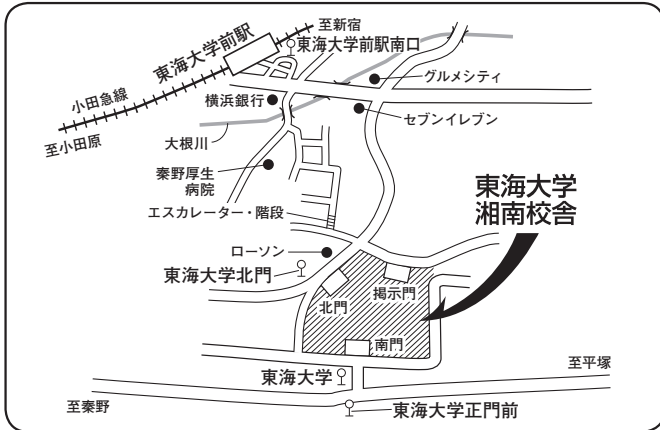 至新宿
東海大学前駅
東海大学前駅南口
グルメシティ
小田急線
横浜銀行
セブンイレブン
至小田原
大根川
秦野厚生
病院
東海大学
湘南校舎
エスカレーター・階段
ローソン
東海大学北門
掲示門
北門
南門
至平塚
東海大学
至秦野
東海大学正門前